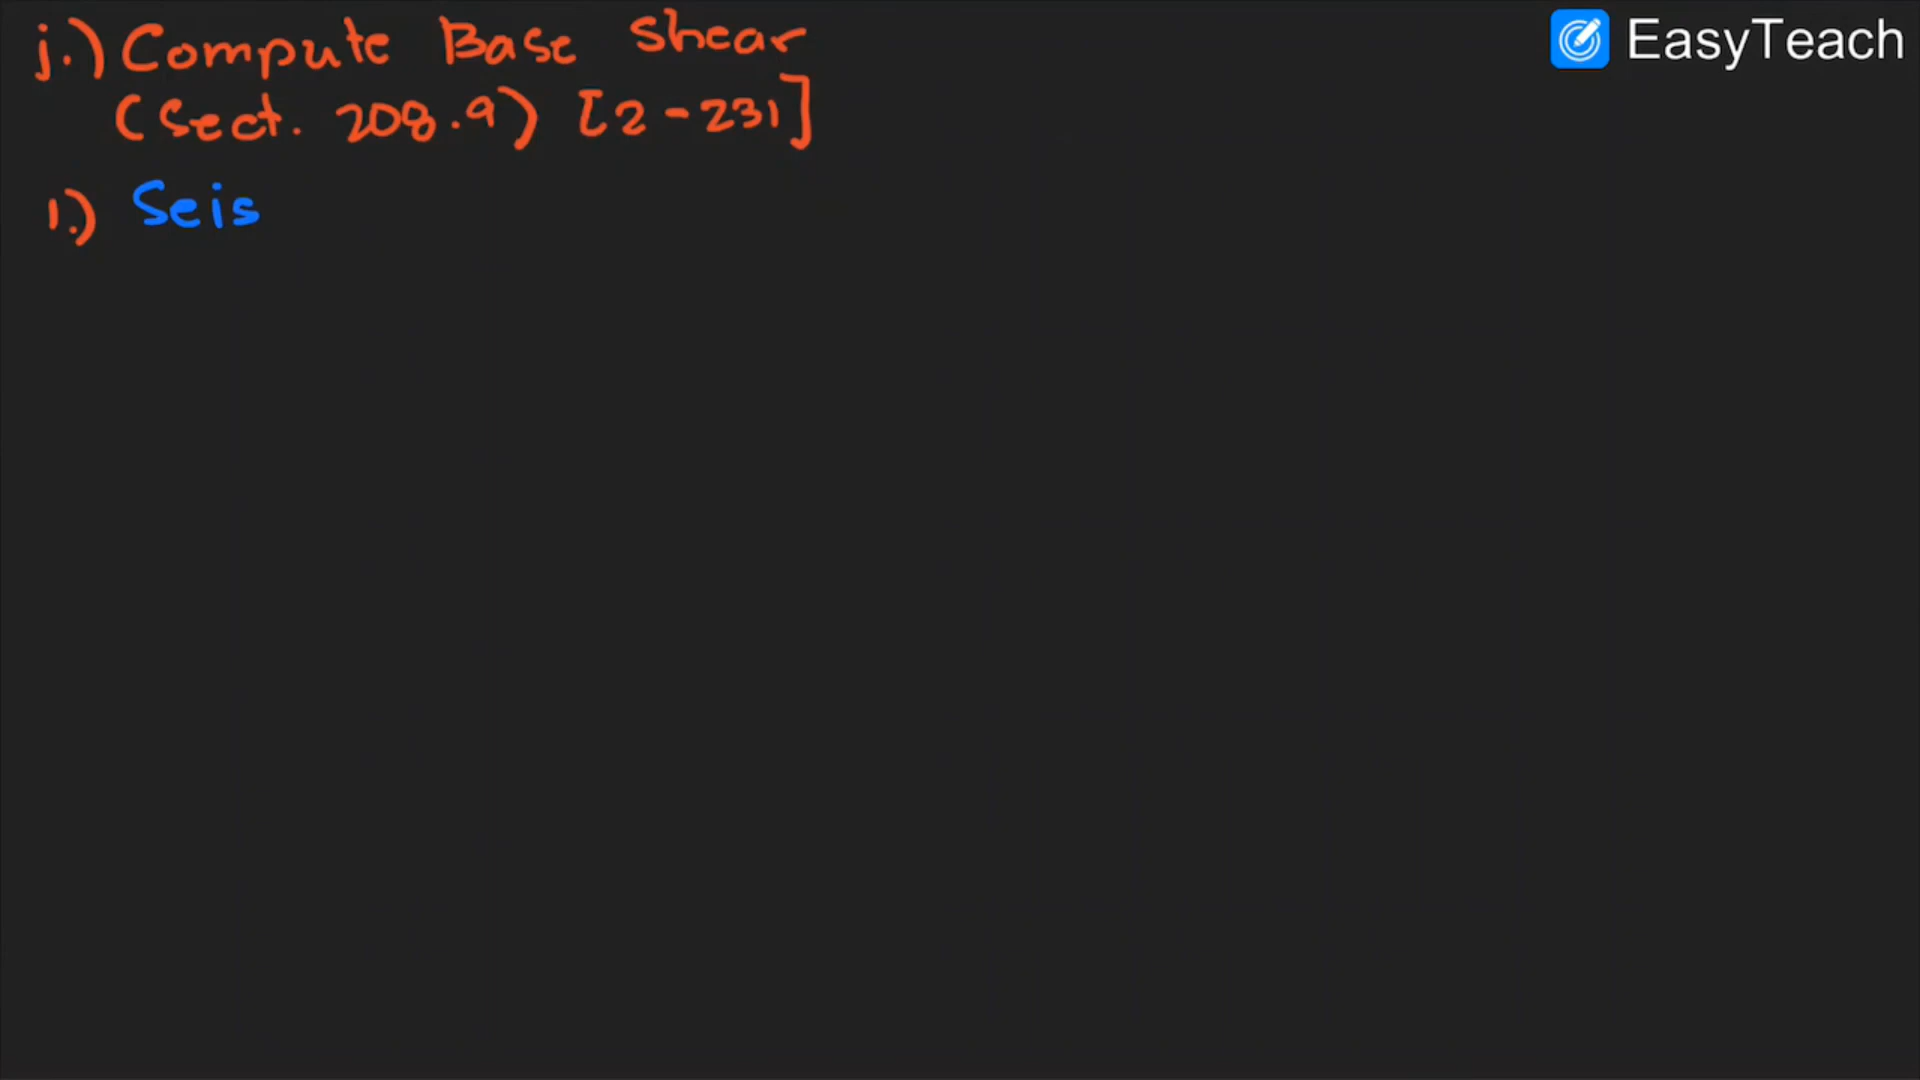 j.) Compute Base Shear
(Sect. 208.9) [2-231]
1.) Seis
EasyTeach